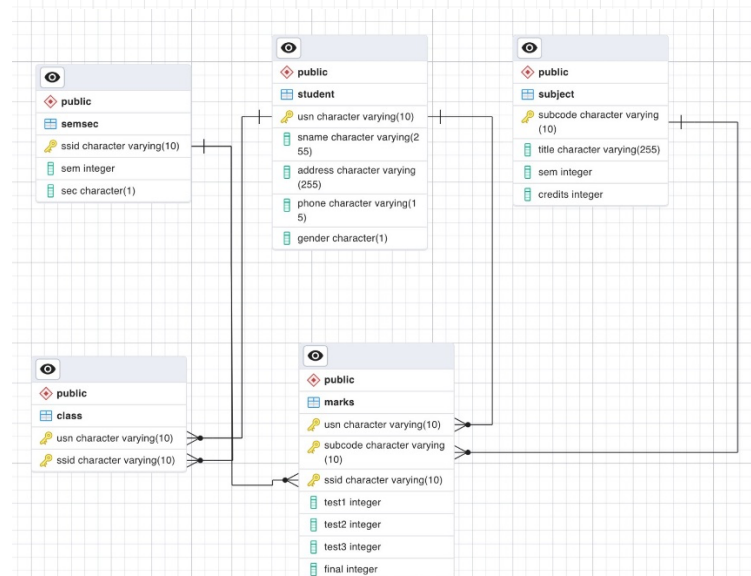 public
semsec
ssid character varying(10)
sem integer
sec character(1)
public
student
usn character varying(10)
sname character varying(2
55)
address character varying
(255)
phone character varying(1
5)
gender character(1)
public
subject
subcode character varying
(10)
title character varying(255)
sem integer
credits integer
public
class
usn character varying(10)
ssid character varying(10)
public
marks
usn character varying(10)
subcode character varying
(10)
ssid character varying(10)
test1 integer
test2 integer
test3 integer
final integer